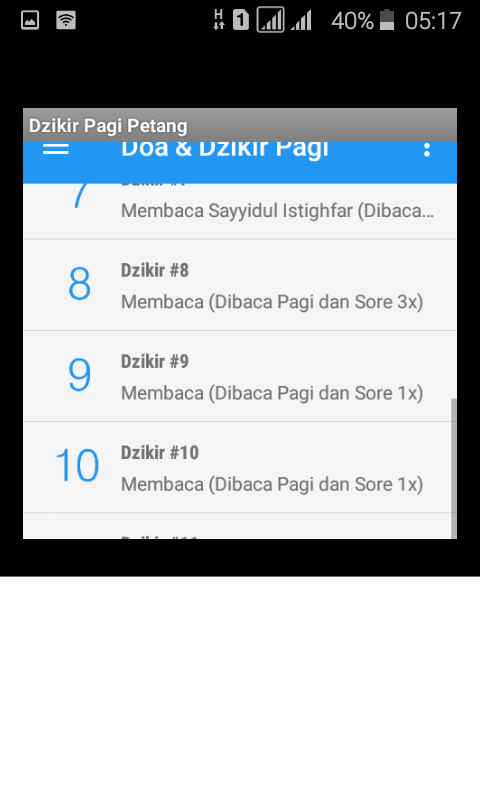 H 1 40% 05:17
Dzikir Pagi Petang
Doa & Dzikir Pagi
7 Dzikir #7
Membaca Sayyidul Istighfar (Dibaca...
8 Dzikir #8
Membaca (Dibaca Pagi dan Sore 3x)
9 Dzikir #9
Membaca (Dibaca Pagi dan Sore 1x)
10 Dzikir #10
Membaca (Dibaca Pagi dan Sore 1x)
Dzikir #11